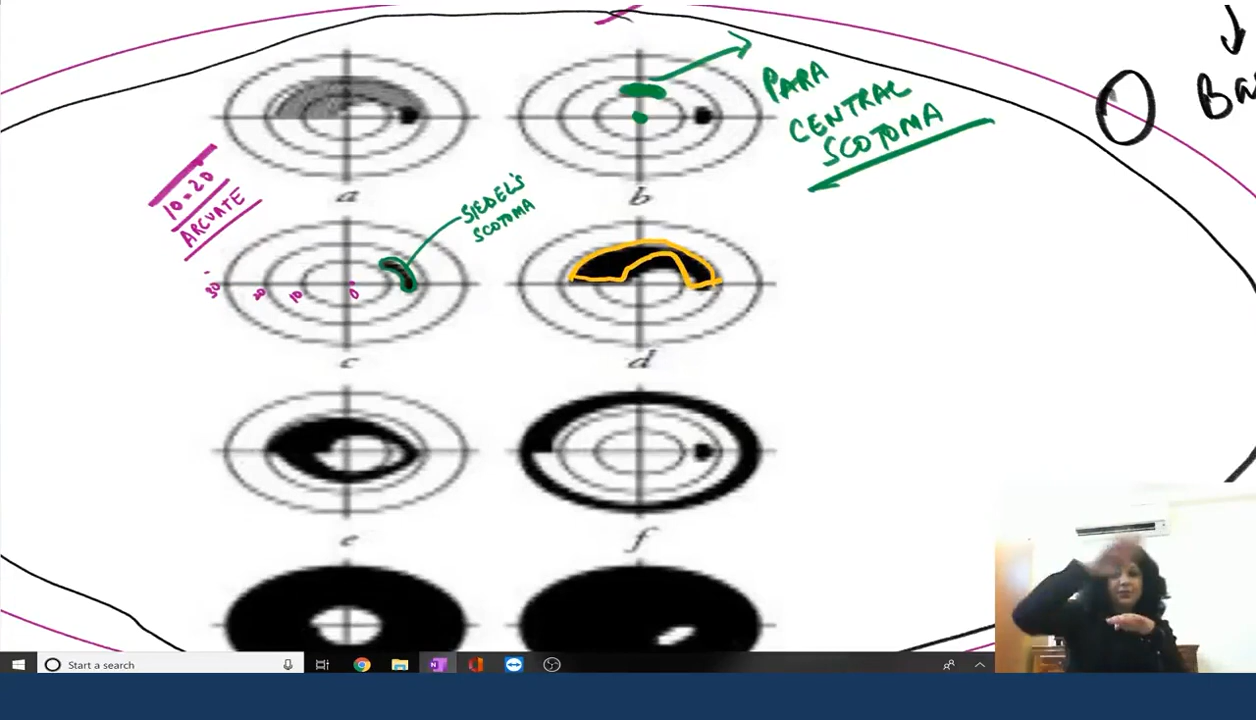 PARA
CENTRAL
SCOTOMA
a
b
10-20
ARCUATE
SIEDEL'S
SCOTOMA
30°
20
10
0°
c
d
e
f
Start a search